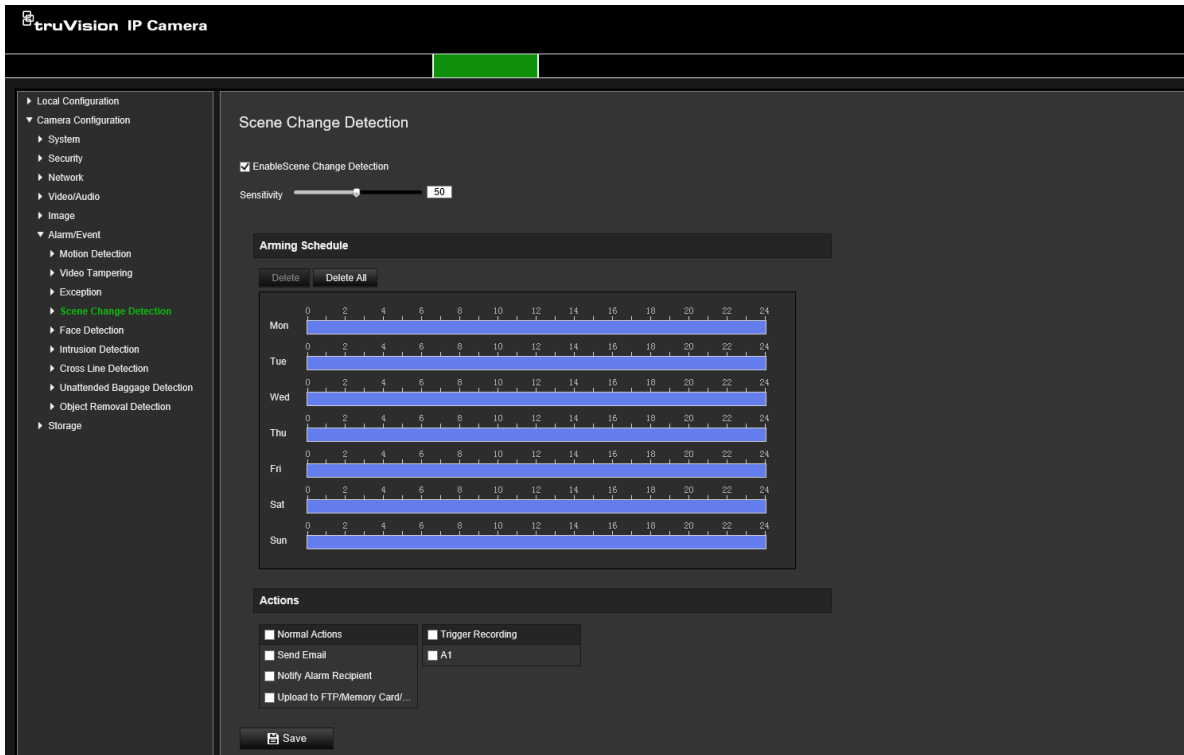 truVision IP Camera
Local Configuration
Camera Configuration
System
Security
Network
Video/Audio
Image
Alarm/Event
Motion Detection
Video Tampering
Exception
Scene Change Detection
Face Detection
Intrusion Detection
Cross Line Detection
Unattended Baggage Detection
Object Removal Detection
Storage
Scene Change Detection
EnableScene Change Detection
Sensitivity 50
Arming Schedule
Delete Delete All
0 2 4 6 8 10 12 14 16 18 20 22 24
Mon
0 2 4 6 8 10 12 14 16 18 20 22 24
Tue
0 2 4 6 8 10 12 14 16 18 20 22 24
Wed
0 2 4 6 8 10 12 14 16 18 20 22 24
Thu
0 2 4 6 8 10 12 14 16 18 20 22 24
Fri
0 2 4 6 8 10 12 14 16 18 20 22 24
Sat
0 2 4 6 8 10 12 14 16 18 20 22 24
Sun
Actions
Normal Actions Trigger Recording
Send Email A1
Notify Alarm Recipient
Upload to FTP/Memory Card/...
Save